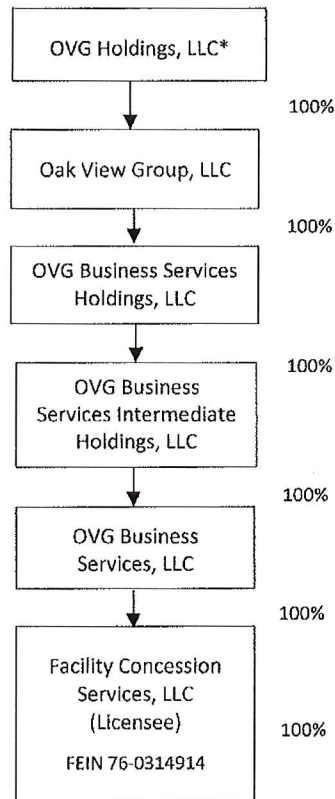 OVG Holdings, LLC*
100%
Oak View Group, LLC
100%
OVG Business Services
Holdings, LLC
100%
OVG Business
Services Intermediate
Holdings, LLC
100%
OVG Business
Services, LLC
100%
Facility Concession
Services, LLC
(Licensee)
100%
FEIN 76-0314914